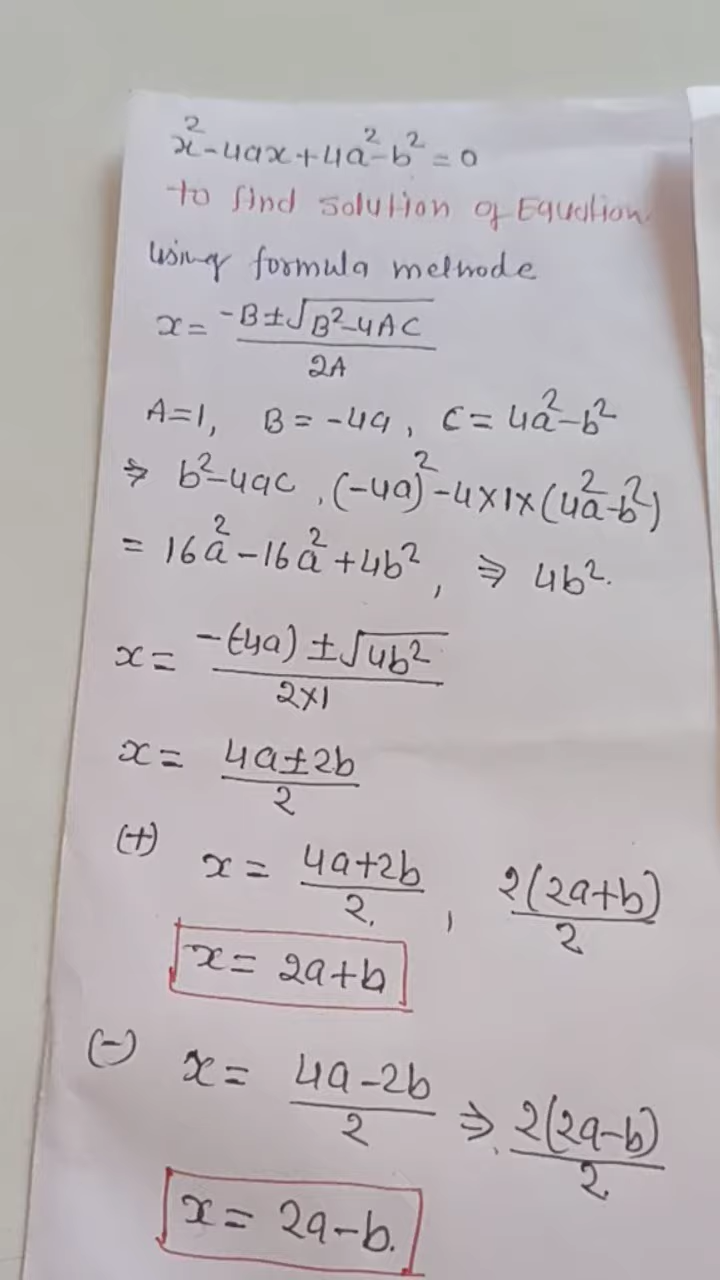 x²-4ax+4a²-b²=0
to find solution of Equation.
using formula methode
x = (-B±√(B²-4AC))/2A
A=1, B=-4a, C=4a²-b²
⇒ b²-4ac, (-4a)²-4×1×(4a²-b²)
= 16a²-16a²+4b², ⇒ 4b².
x = (-(-4a)±√(4b²))/(2×1)
x = (4a±2b)/2
(+) x = (4a+2b)/2, 2(2a+b)/2
x = 2a+b
(-) x = (4a-2b)/2 ⇒ 2(2a-b)/2
x = 2a-b.